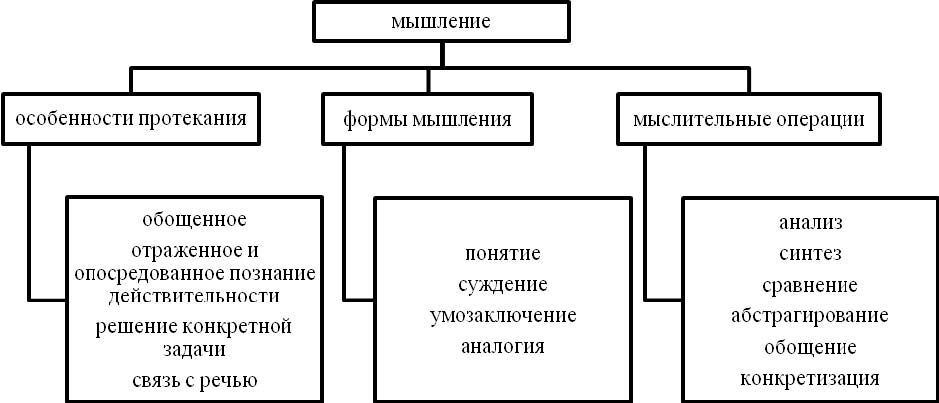 мышление
особенности протекания
формы мышления
мыслительные операции
обощенное
отраженное и
опосредованное познание
действительности
решение конкретной
задачи
связь с речью
понятие
суждение
умозаключение
аналогия
анализ
синтез
сравнение
абстрагирование
обощение
конкретизация